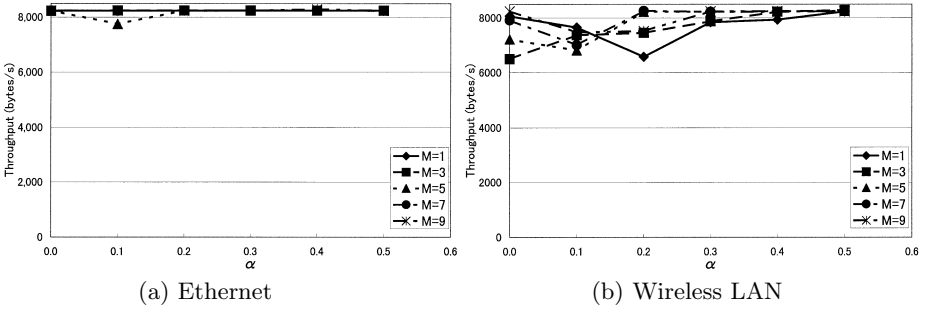 Throughput (bytes/s)
8,000
6,000
4,000
2,000
0
0.0 0.1 0.2 0.3 0.4 0.5 0.6
α
M=1
M=3
M=5
M=7
M=9
(a) Ethernet
Throughput (bytes/s)
8000
6000
4000
2000
0
0.0 0.1 0.2 0.3 0.4 0.5 0.6
α
M=1
M=3
M=5
M=7
M=9
(b) Wireless LAN